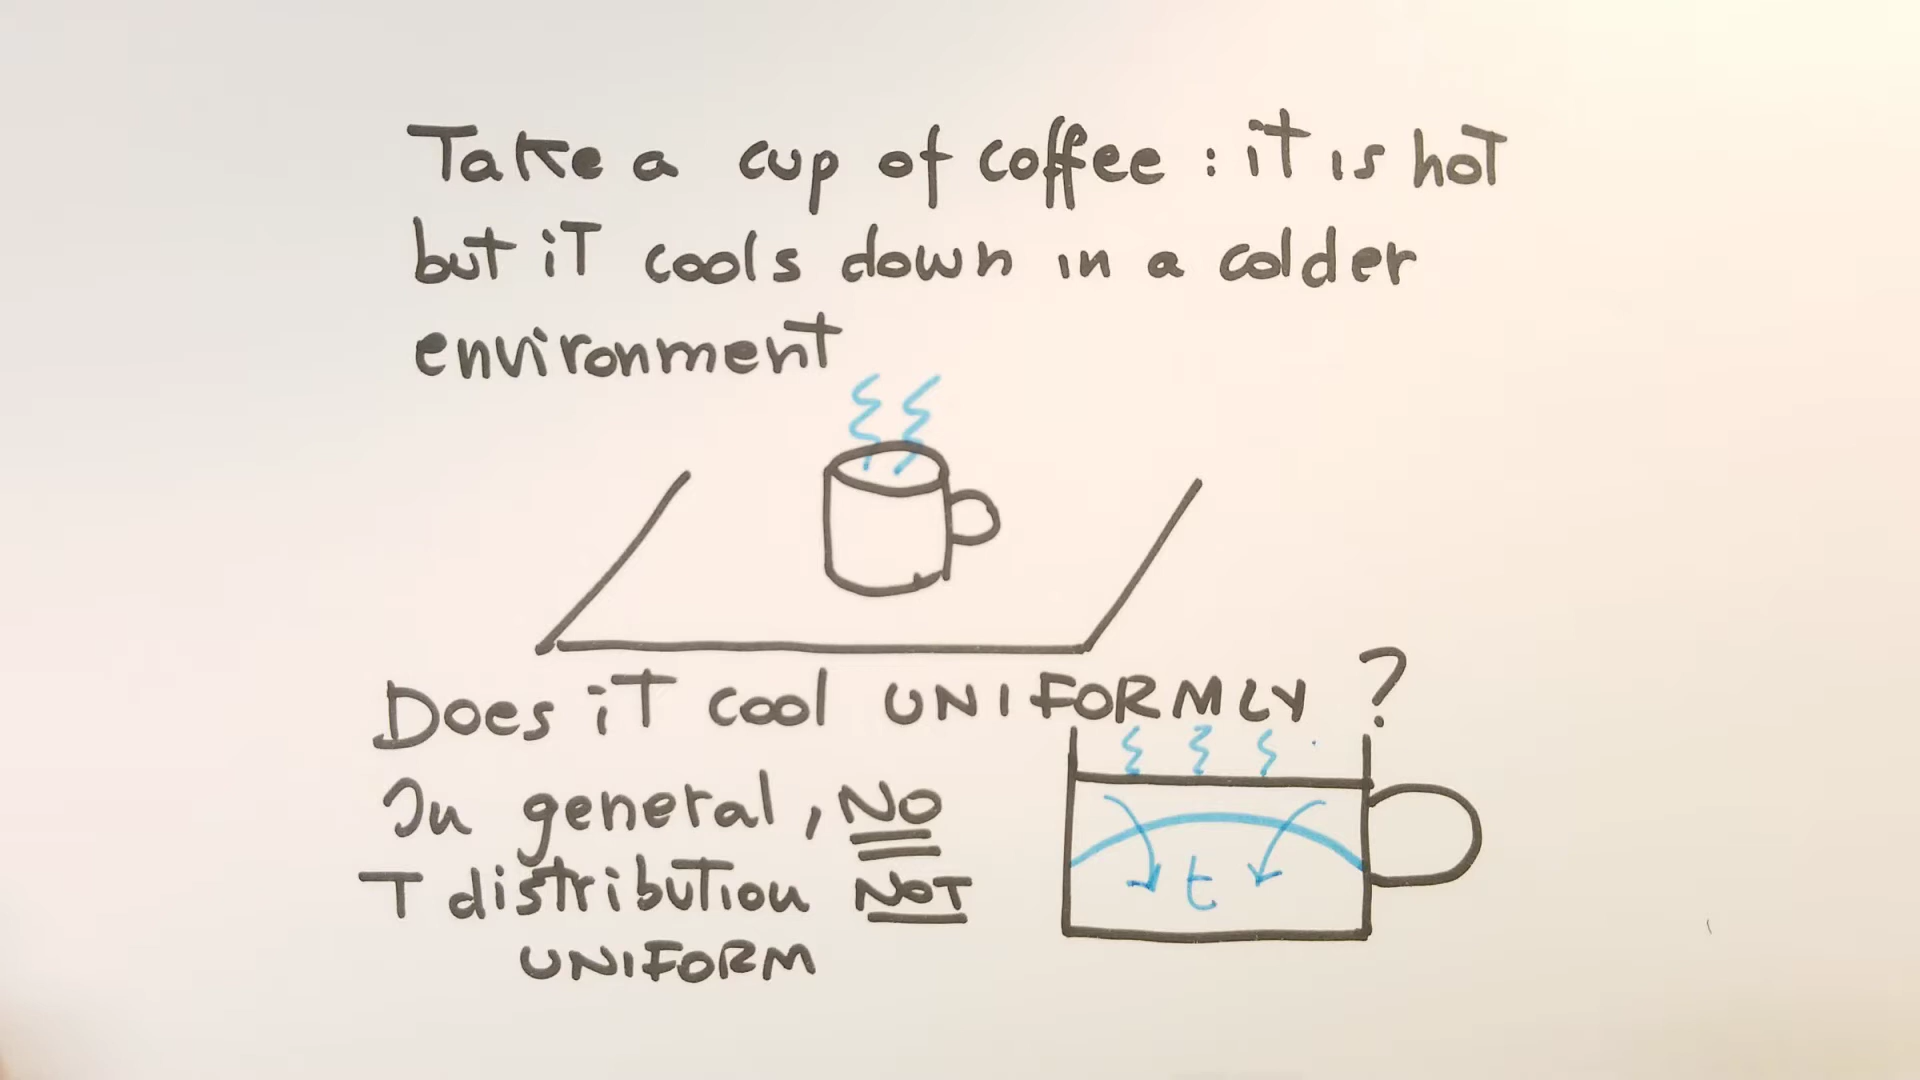 Take a cup of coffee : it is hot
but it cools down in a colder
environment
Does it cool UNIFORMLY ?
In general, NO
T distribution NOT
UNIFORM
t